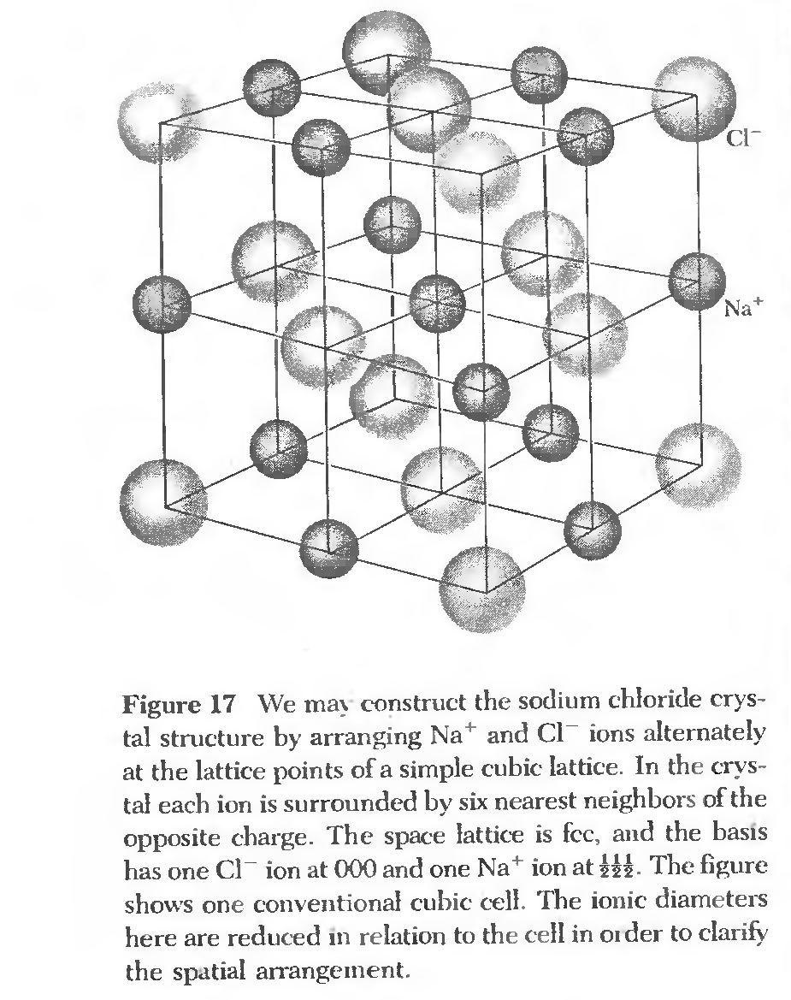 Cl⁻
Na⁺
Figure 17 We may construct the sodium chloride crys-
tal structure by arranging Na⁺ and Cl⁻ ions alternately
at the lattice points of a simple cubic lattice. In the crys-
tal each ion is surrounded by six nearest neighbors of the
opposite charge. The space lattice is fcc, and the basis
has one Cl⁻ ion at 000 and one Na⁺ ion at ½½½. The figure
shows one conventional cubic cell. The ionic diameters
here are reduced in relation to the cell in order to clarify
the spatial arrangement.